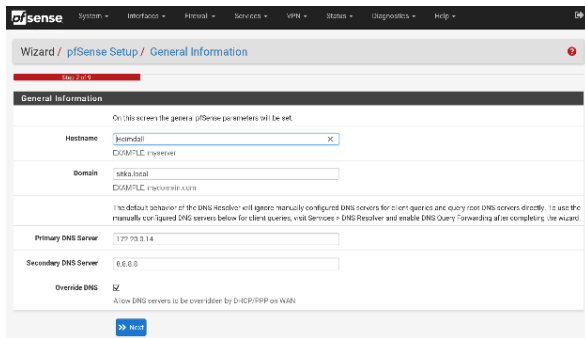 pfsense System Interfaces Firewall Services VPN Status Diagnostics Help
Wizard / pfSense Setup / General Information
Step 2 of 9
General Information
On this screen the general pfSense parameters will be set.
Hostname Heimdall
EXAMPLE: myserver
Domain sitka.local
EXAMPLE: mydomain.com
The default behavior of the DNS Resolver will ignore manually configured DNS servers for client queries and query root DNS servers directly. To use the
manually configured DNS servers below for client queries, visit Services > DNS Resolver and enable DNS Query Forwarding after completing the wizard.
Primary DNS Server
Secondary DNS Server 8.8.8.8
Override DNS
Allow DNS servers to be overridden by DHCP/PPP on WAN
Next